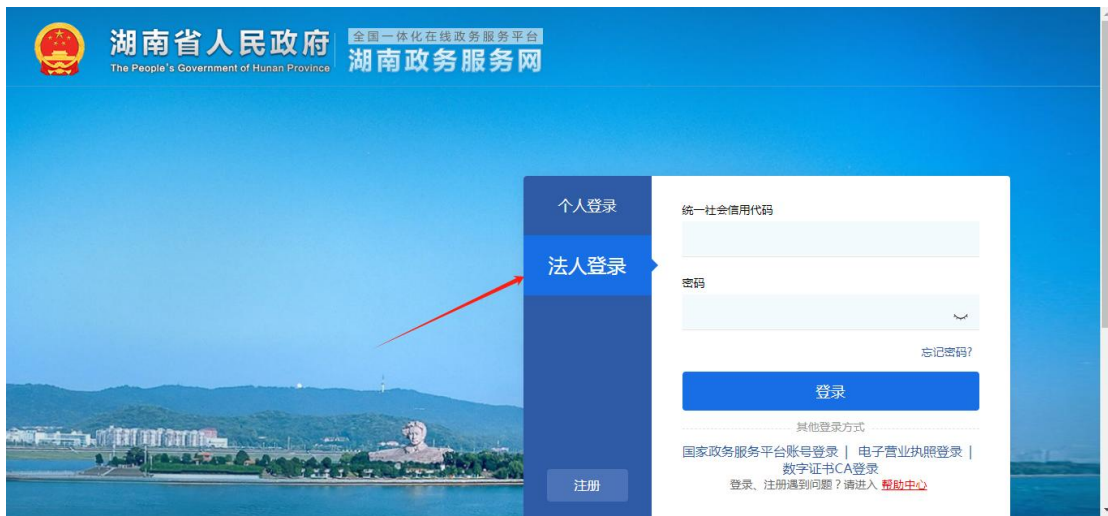 湖南省人民政府
The People's Government of Hunan Province
全国一体化在线政务服务平台
湖南政务服务网
个人登录
法人登录
注册
统一社会信用代码
密码
忘记密码?
登录
其他登录方式
国家政务服务平台账号登录 | 电子营业执照登录 |
数字证书CA登录
登录、注册遇到问题？请进入 帮助中心